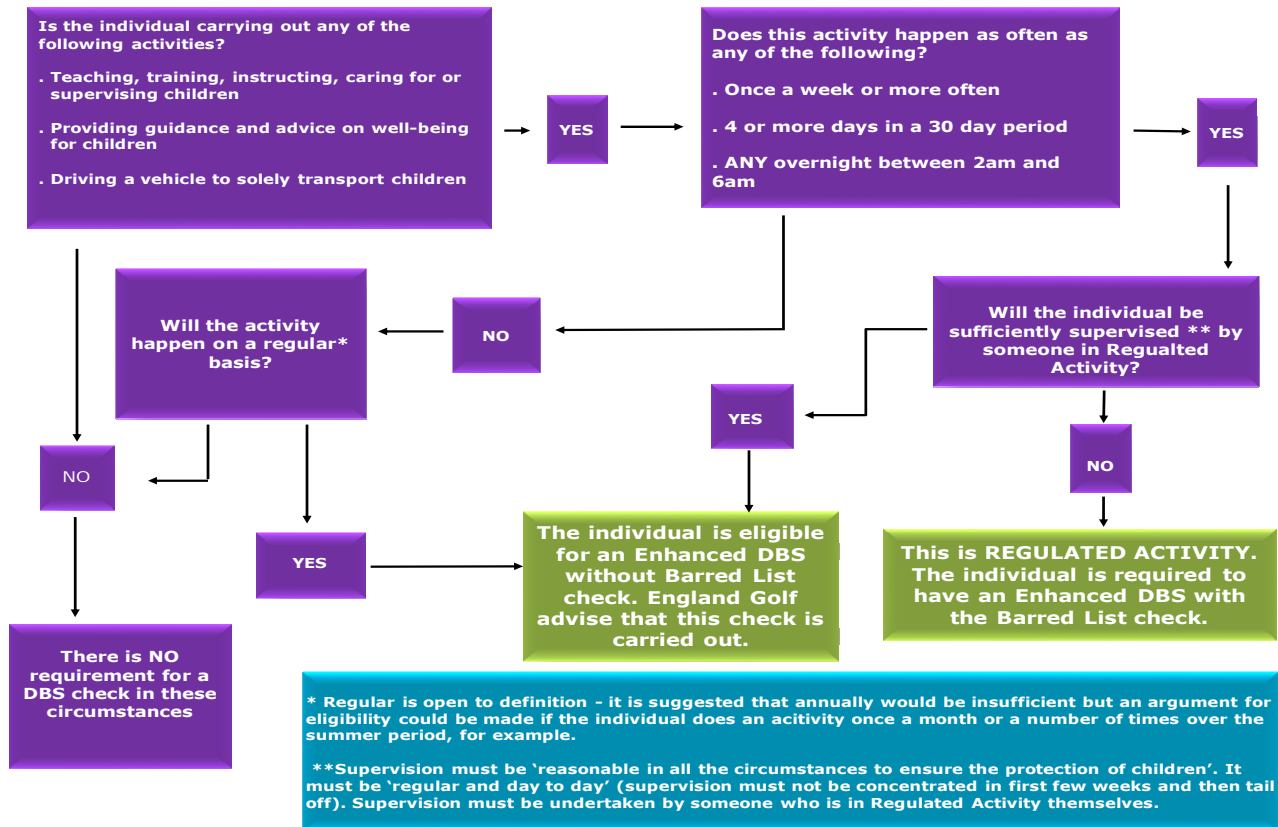 Is the individual carrying out any of the
following activities?
. Teaching, training, instructing, caring for or
supervising children
. Providing guidance and advice on well-being
for children
. Driving a vehicle to solely transport children
YES
Does this activity happen as often as
any of the following?
. Once a week or more often
. 4 or more days in a 30 day period
. ANY overnight between 2am and
6am
YES
Will the activity
happen on a regular*
basis?
NO
Will the individual be
sufficiently supervised ** by
someone in Regualted
Activity?
YES
NO
NO
YES
The individual is eligible
for an Enhanced DBS
without Barred List
check. England Golf
advise that this check is
carried out.
This is REGULATED ACTIVITY.
The individual is required to
have an Enhanced DBS with
the Barred List check.
There is NO
requirement for a
DBS check in these
circumstances
* Regular is open to definition - it is suggested that annually would be insufficient but an argument for
eligibility could be made if the individual does an acitivity once a month or a number of times over the
summer period, for example.
**Supervision must be ‘reasonable in all the circumstances to ensure the protection of children’. It
must be ‘regular and day to day’ (supervision must not be concentrated in first few weeks and then tail
off). Supervision must be undertaken by someone who is in Regulated Activity themselves.